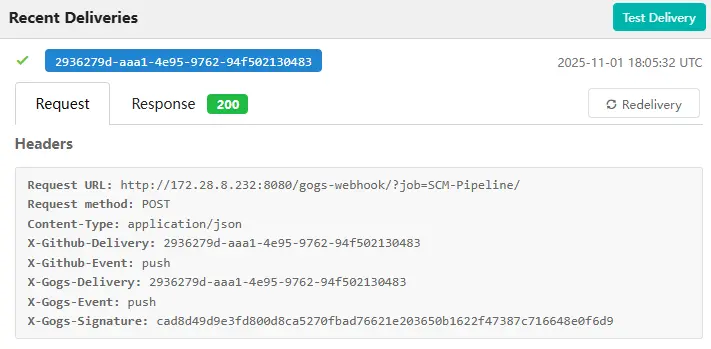 Recent Deliveries
Test Delivery
2936279d-aaa1-4e95-9762-94f502130483
2025-11-01 18:05:32 UTC
Request
Response 200
Redelivery
Headers
Request URL: http://172.28.8.232:8080/gogs-webhook/?job=SCM-Pipeline/
Request method: POST
Content-Type: application/json
X-Github-Delivery: 2936279d-aaa1-4e95-9762-94f502130483
X-Github-Event: push
X-Gogs-Delivery: 2936279d-aaa1-4e95-9762-94f502130483
X-Gogs-Event: push
X-Gogs-Signature: cad8d49d9e3fd800d8ca5270fbad76621e203650b1622f47387c716648e0f6d9